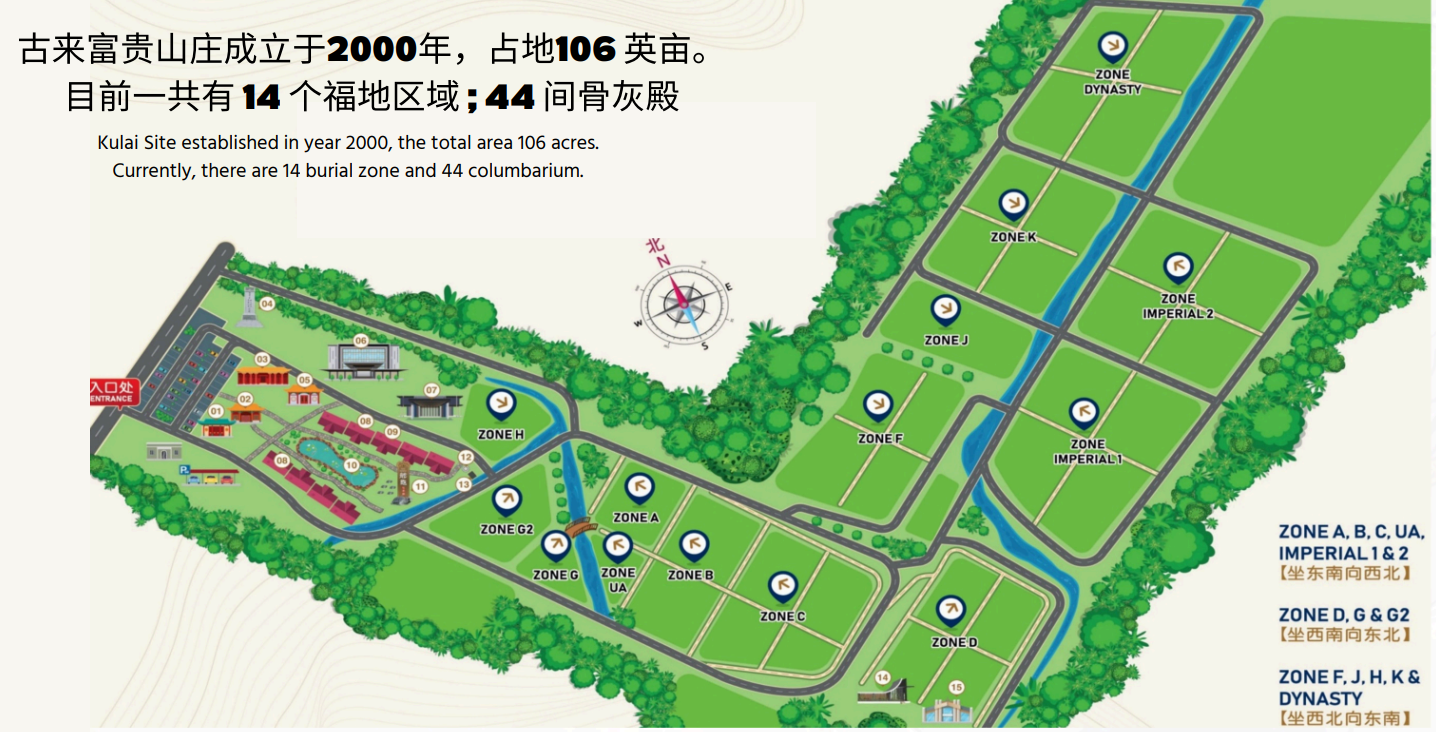 古来富贵山庄成立于2000年，占地106 英亩。
目前一共有 14 个福地区域 ; 44 间骨灰殿
Kulai Site established in year 2000, the total area 106 acres.
Currently, there are 14 burial zone and 44 columbarium.
ZONE
DYNASTY
ZONE K
北
N
E
W
S
ZONE
IMPERIAL 2
04
ZONE J
06
03
05
入口处
ENTRANCE
07
02
01
ZONE H
08
09
ZONE F
ZONE
IMPERIAL 1
12
08
10
P
13
11
ZONE G2
ZONE A
ZONE G
ZONE
UA
ZONE B
ZONE C
ZONE D
14
15
ZONE A, B, C, UA,
IMPERIAL 1 & 2
【坐东南向西北】
ZONE D, G & G2
【坐西南向东北】
ZONE F, J, H, K &
DYNASTY
【坐西北向东南】